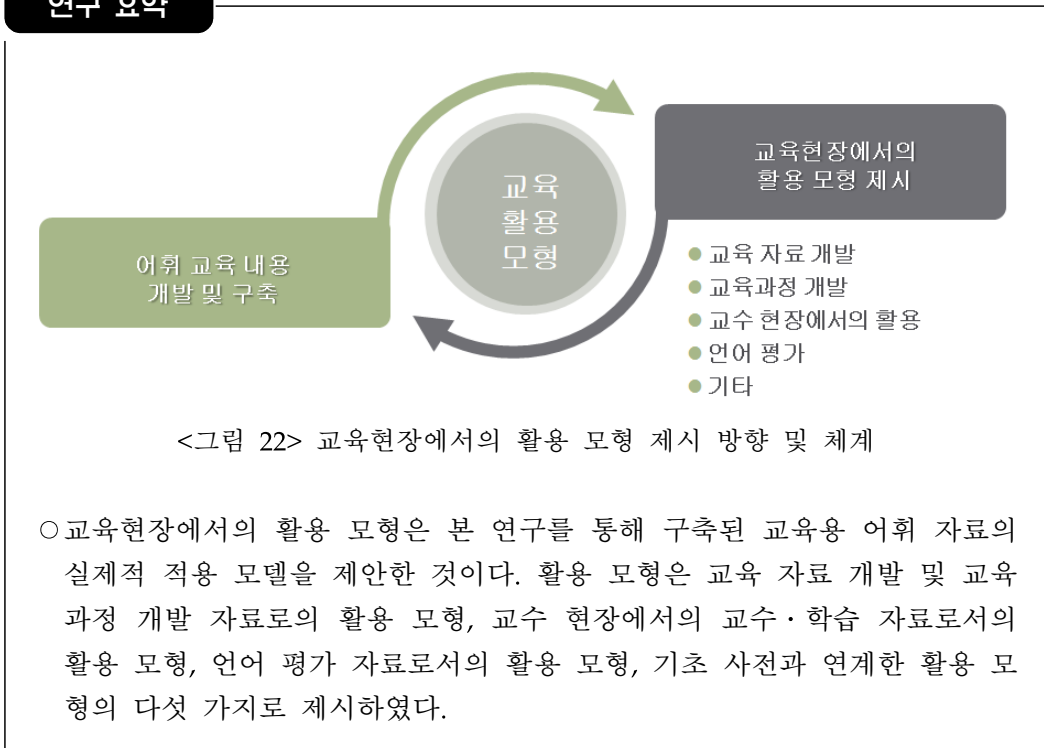 연구 요약
교육
활용
모형
어휘 교육 내용
개발 및 구축
교육현장에서의
활용 모형 제시
● 교육 자료 개발
● 교육과정 개발
● 교수 현장에서의 활용
● 언어 평가
● 기타
<그림 22> 교육현장에서의 활용 모형 제시 방향 및 체계
○교육현장에서의 활용 모형은 본 연구를 통해 구축된 교육용 어휘 자료의
실제적 적용 모델을 제안한 것이다. 활용 모형은 교육 자료 개발 및 교육
과정 개발 자료로의 활용 모형, 교수 현장에서의 교수·학습 자료로서의
활용 모형, 언어 평가 자료로서의 활용 모형, 기초 사전과 연계한 활용 모
형의 다섯 가지로 제시하였다.